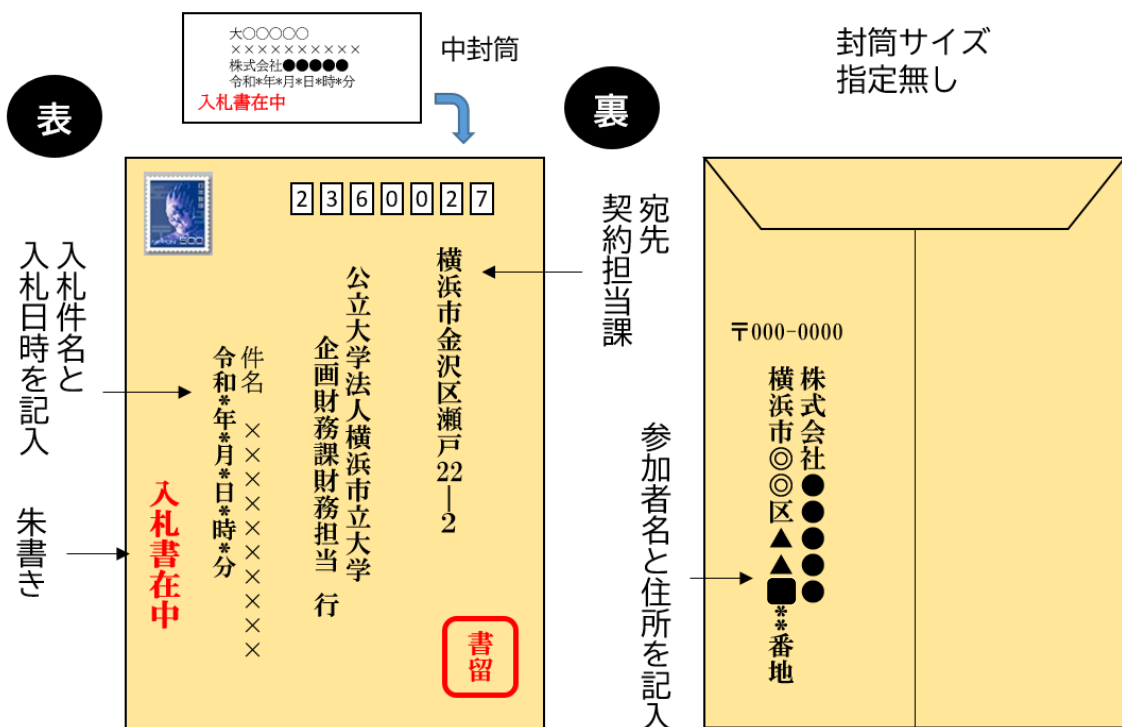 大〇〇〇〇〇
××××××××××
株式会社●●●●●
令和*年*月*日*時*分
入札書在中
中封筒
封筒サイズ
指定無し
表
裏
2360027
横浜市金沢区瀬戸22-2
公立大学法人横浜市立大学
企画財務課財務担当 行
件名 ××××××××××
令和*年*月*日*時*分
入札書在中
書留
500
入札件名と
入札日時を記入
朱書き
宛先
契約担当課
参加者名と住所を記入
〒000-0000
株式会社●●●●●
横浜市◎◎区▲▲■**番地